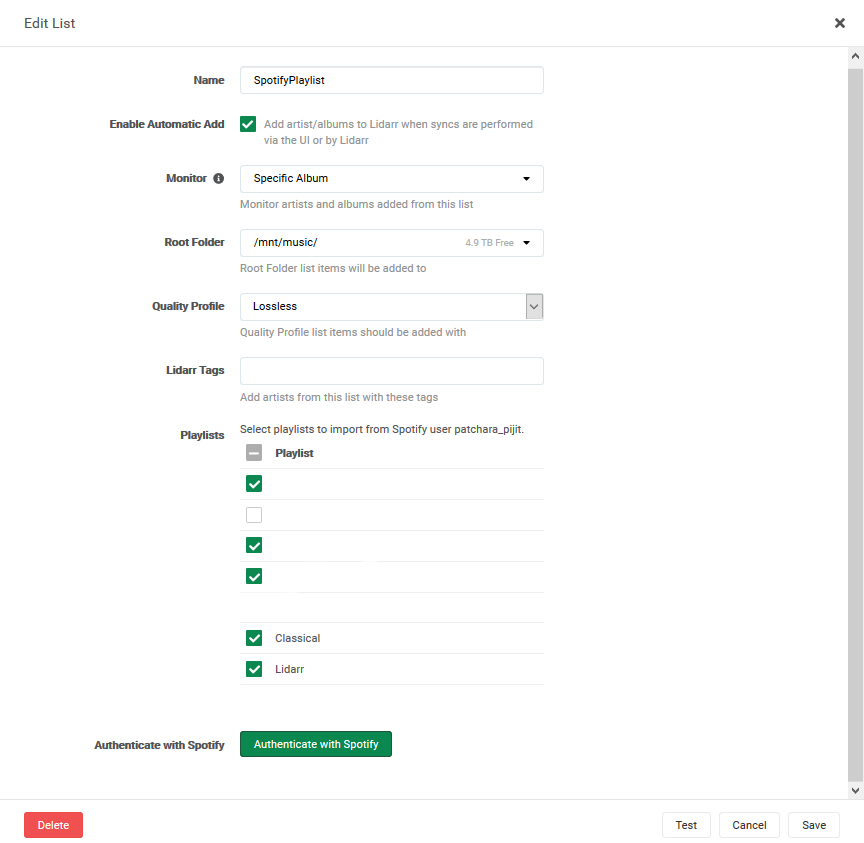 Edit List
Name
SpotifyPlaylist
Enable Automatic Add
Add artist/albums to Lidarr when syncs are performed
via the UI or by Lidarr
Monitor
Specific Album
Monitor artists and albums added from this list
Root Folder
/mnt/music/
4.9 TB Free
Root Folder list items will be added to
Quality Profile
Lossless
Quality Profile list items should be added with
Lidarr Tags
Add artists from this list with these tags
Playlists
Select playlists to import from Spotify user patchara_pijit.
Playlist
Classical
Lidarr
Authenticate with Spotify
Authenticate with Spotify
Delete
Test
Cancel
Save